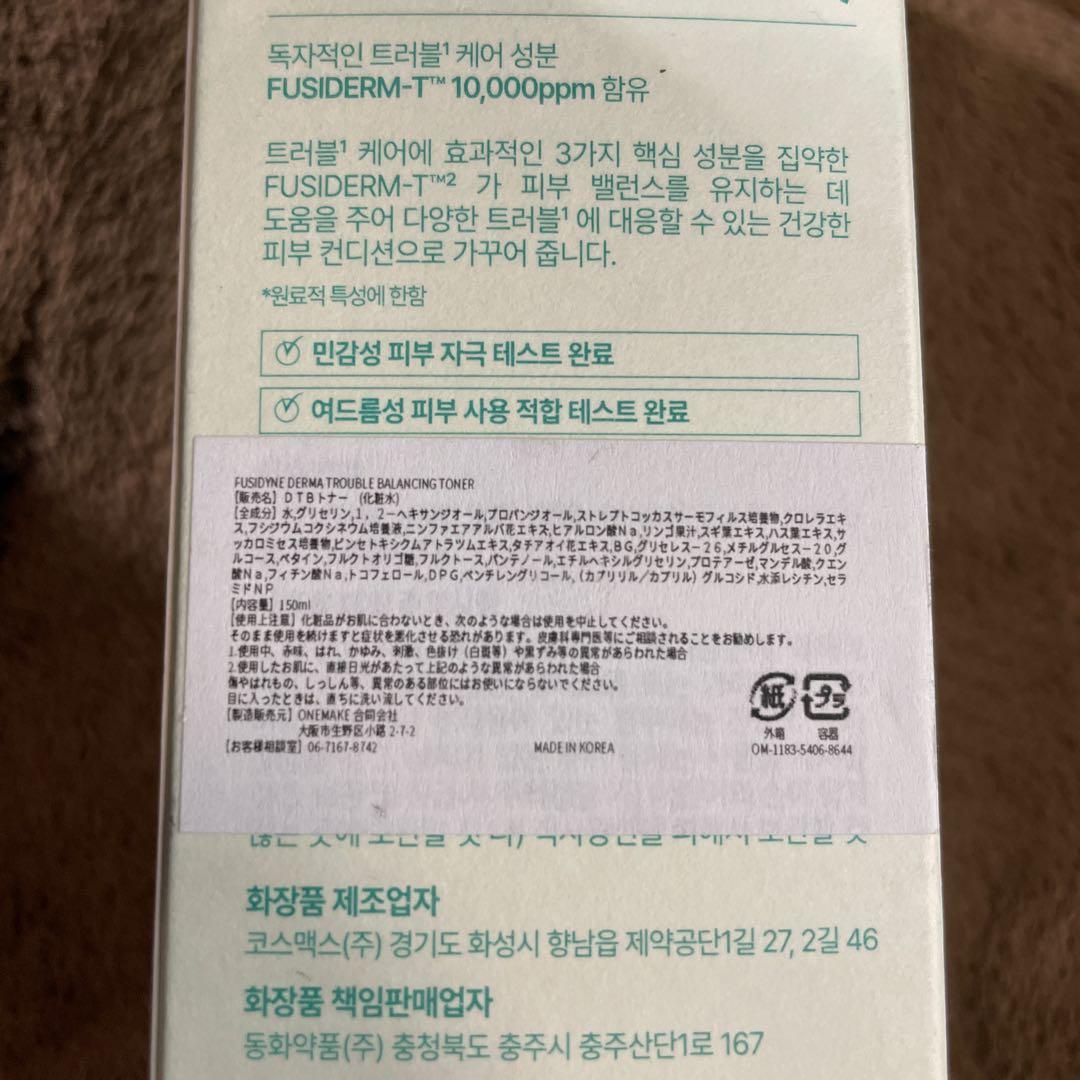 독자적인 트러블¹ 케어 성분
FUSIDERM-T™ 10,000ppm 함유
트러블¹ 케어에 효과적인 3가지 핵심 성분을 집약한
FUSIDERM-T™² 가 피부 밸런스를 유지하는 데
도움을 주어 다양한 트러블¹ 에 대응할 수 있는 건강한
피부 컨디션으로 가꾸어 줍니다.
*원료적 특성에 한함
민감성 피부 자극 테스트 완료
여드름성 피부 사용 적합 테스트 완료
FUSIDYNE DERMA TROUBLE BALANCING TONER
【販売名】DTBトナー (化粧水)
【全成分】水,グリセリン,1,2-ヘキサンジオール,プロパンジオール,ストレプトコッカスサーモフィルス培養物,クロレラエキ
ス,フシジウムコクシネウム培養液,ニンファエアアルバ花エキス,ヒアルロン酸Na,リンゴ果汁,スギ葉エキス,ハス葉エキス,サ
ッカロミセス培養物,ビンセトキシクムアトラツムエキス,タチアオイ花エキス,BG,グリセレス-26,メチルグルセス-20,グ
ルコース,ベタイン,フルクトオリゴ糖,フルクトース,パンテノール,エチルヘキシルグリセリン,プロテアーゼ,マンデル酸,クエン
酸Na,フィチン酸Na,トコフェロール,DPG,ペンチレングリコール,(カプリリル/カプリル)グルコシド,水添レシチン,セラ
ミドNP
【内容量】150ml
【使用上注意】化粧品がお肌に合わないとき、次のような場合は使用を中止してください。
そのまま使用を続けますと症状を悪化させる恐れがあります。皮膚科専門医等にご相談されることをお勧めします。
1.使用中、赤味、はれ、かゆみ、刺激、色抜け(白斑等)や黒ずみ等の異常があらわれた場合
2.使用したお肌に、直接日光があたって上記のような異常があらわれた場合
傷やはれもの、しっしん等、異常のある部位にはお使いにならないでください。
目に入ったときは、直ちに洗い流してください。
【製造販売元】ONEMAKE 合同会社
大阪市生野区小路 2-7-2
【お客様相談室】06-7167-8742
MADE IN KOREA
紙 プラ
外箱 容器
OM-1183-5406-8644
화장품 제조업자
코스맥스(주) 경기도 화성시 향남읍 제약공단1길 27, 2길 46
화장품 책임판매업자
동화약품(주) 충청북도 충주시 충주산단1로 167